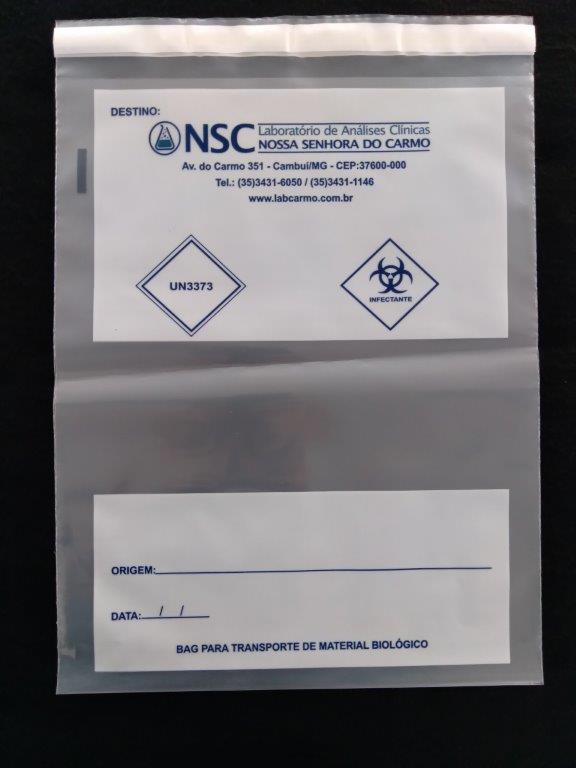 DESTINO:
NSC Laboratório de Análises Clínicas
NOSSA SENHORA DO CARMO
Av. do Carmo 351 - Cambuí/MG - CEP:37600-000
Tel.: (35)3431-6050 / (35)3431-1146
www.labcarmo.com.br
UN3373
INFECTANTE
ORIGEM:
DATA: / /
BAG PARA TRANSPORTE DE MATERIAL BIOLÓGICO